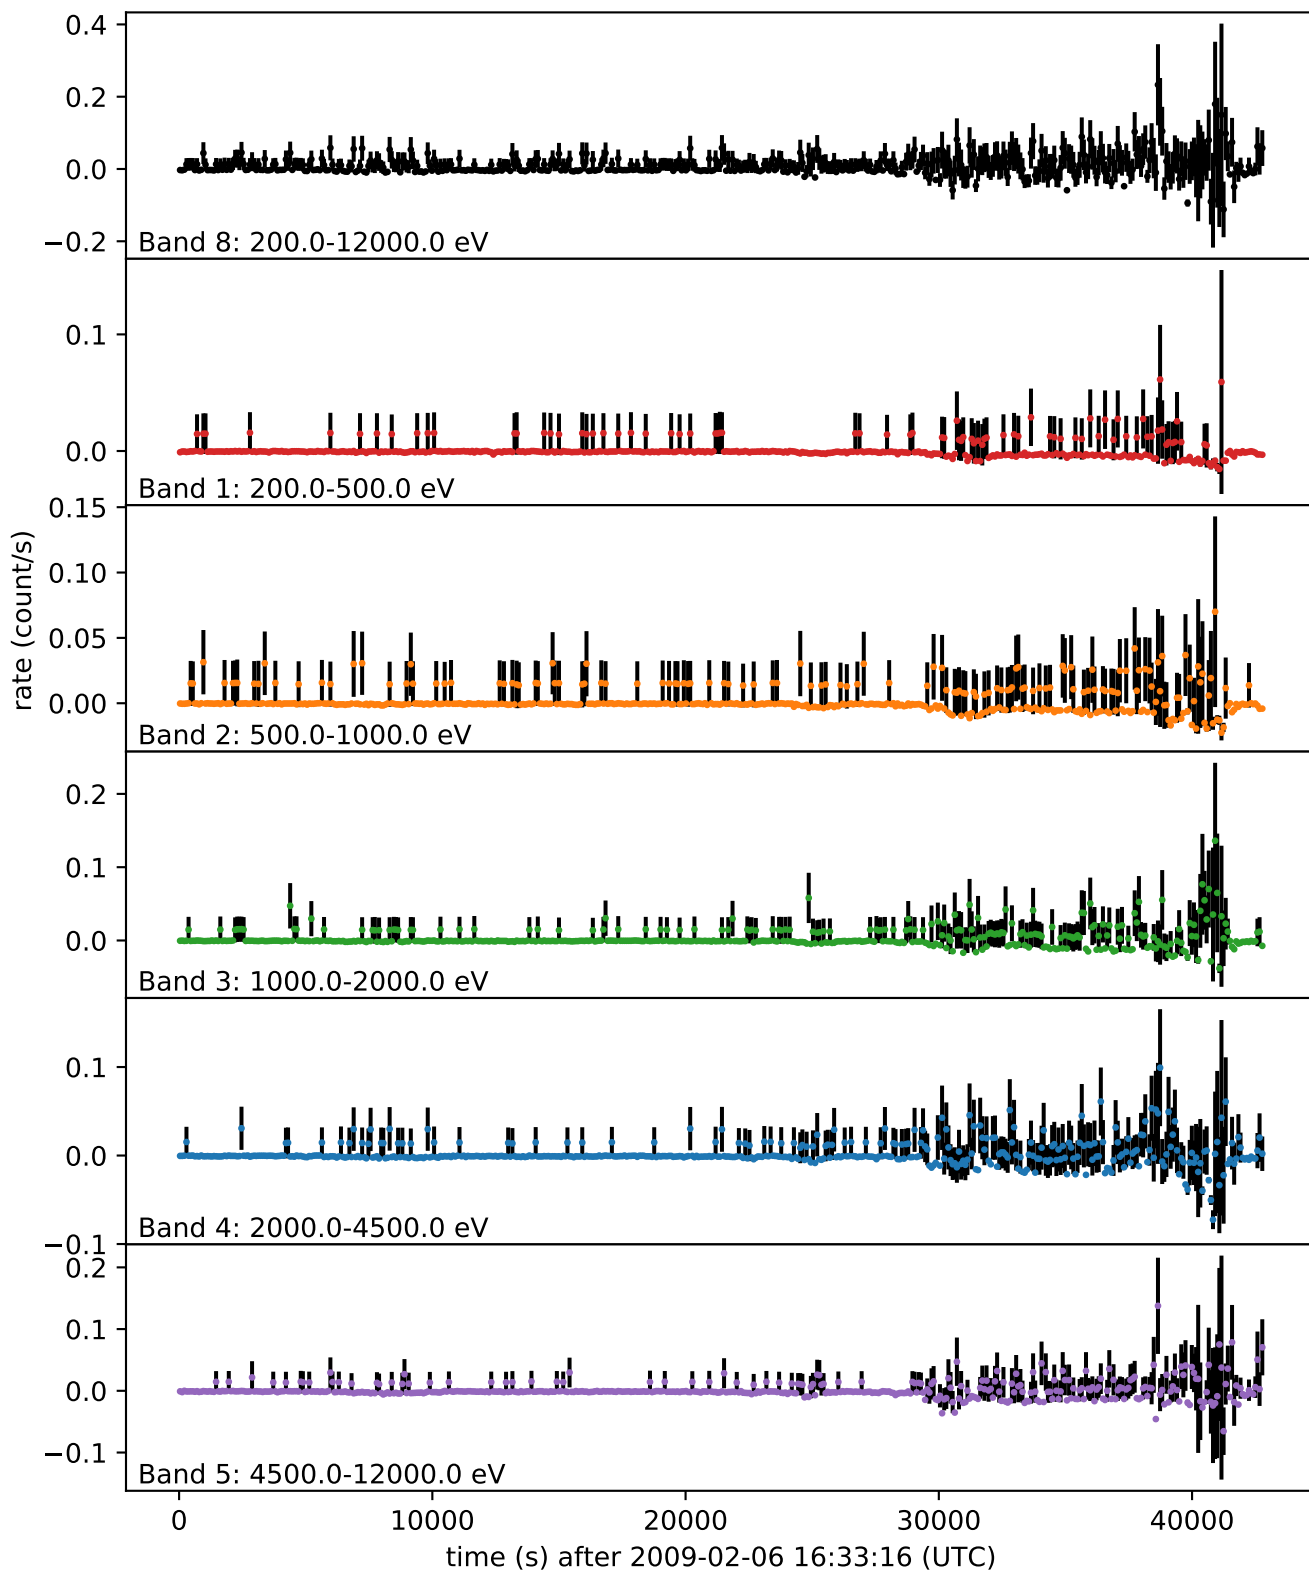 0.4
0.2
0.0
−0.2
Band 8: 200.0-12000.0 eV
0.1
0.0
Band 1: 200.0-500.0 eV
rate (count/s)
0.15
0.10
0.05
0.00
Band 2: 500.0-1000.0 eV
0.2
0.1
0.0
Band 3: 1000.0-2000.0 eV
0.1
0.0
−0.1
Band 4: 2000.0-4500.0 eV
0.2
0.1
0.0
−0.1
Band 5: 4500.0-12000.0 eV
0 10000 20000 30000 40000
time (s) after 2009-02-06 16:33:16 (UTC)